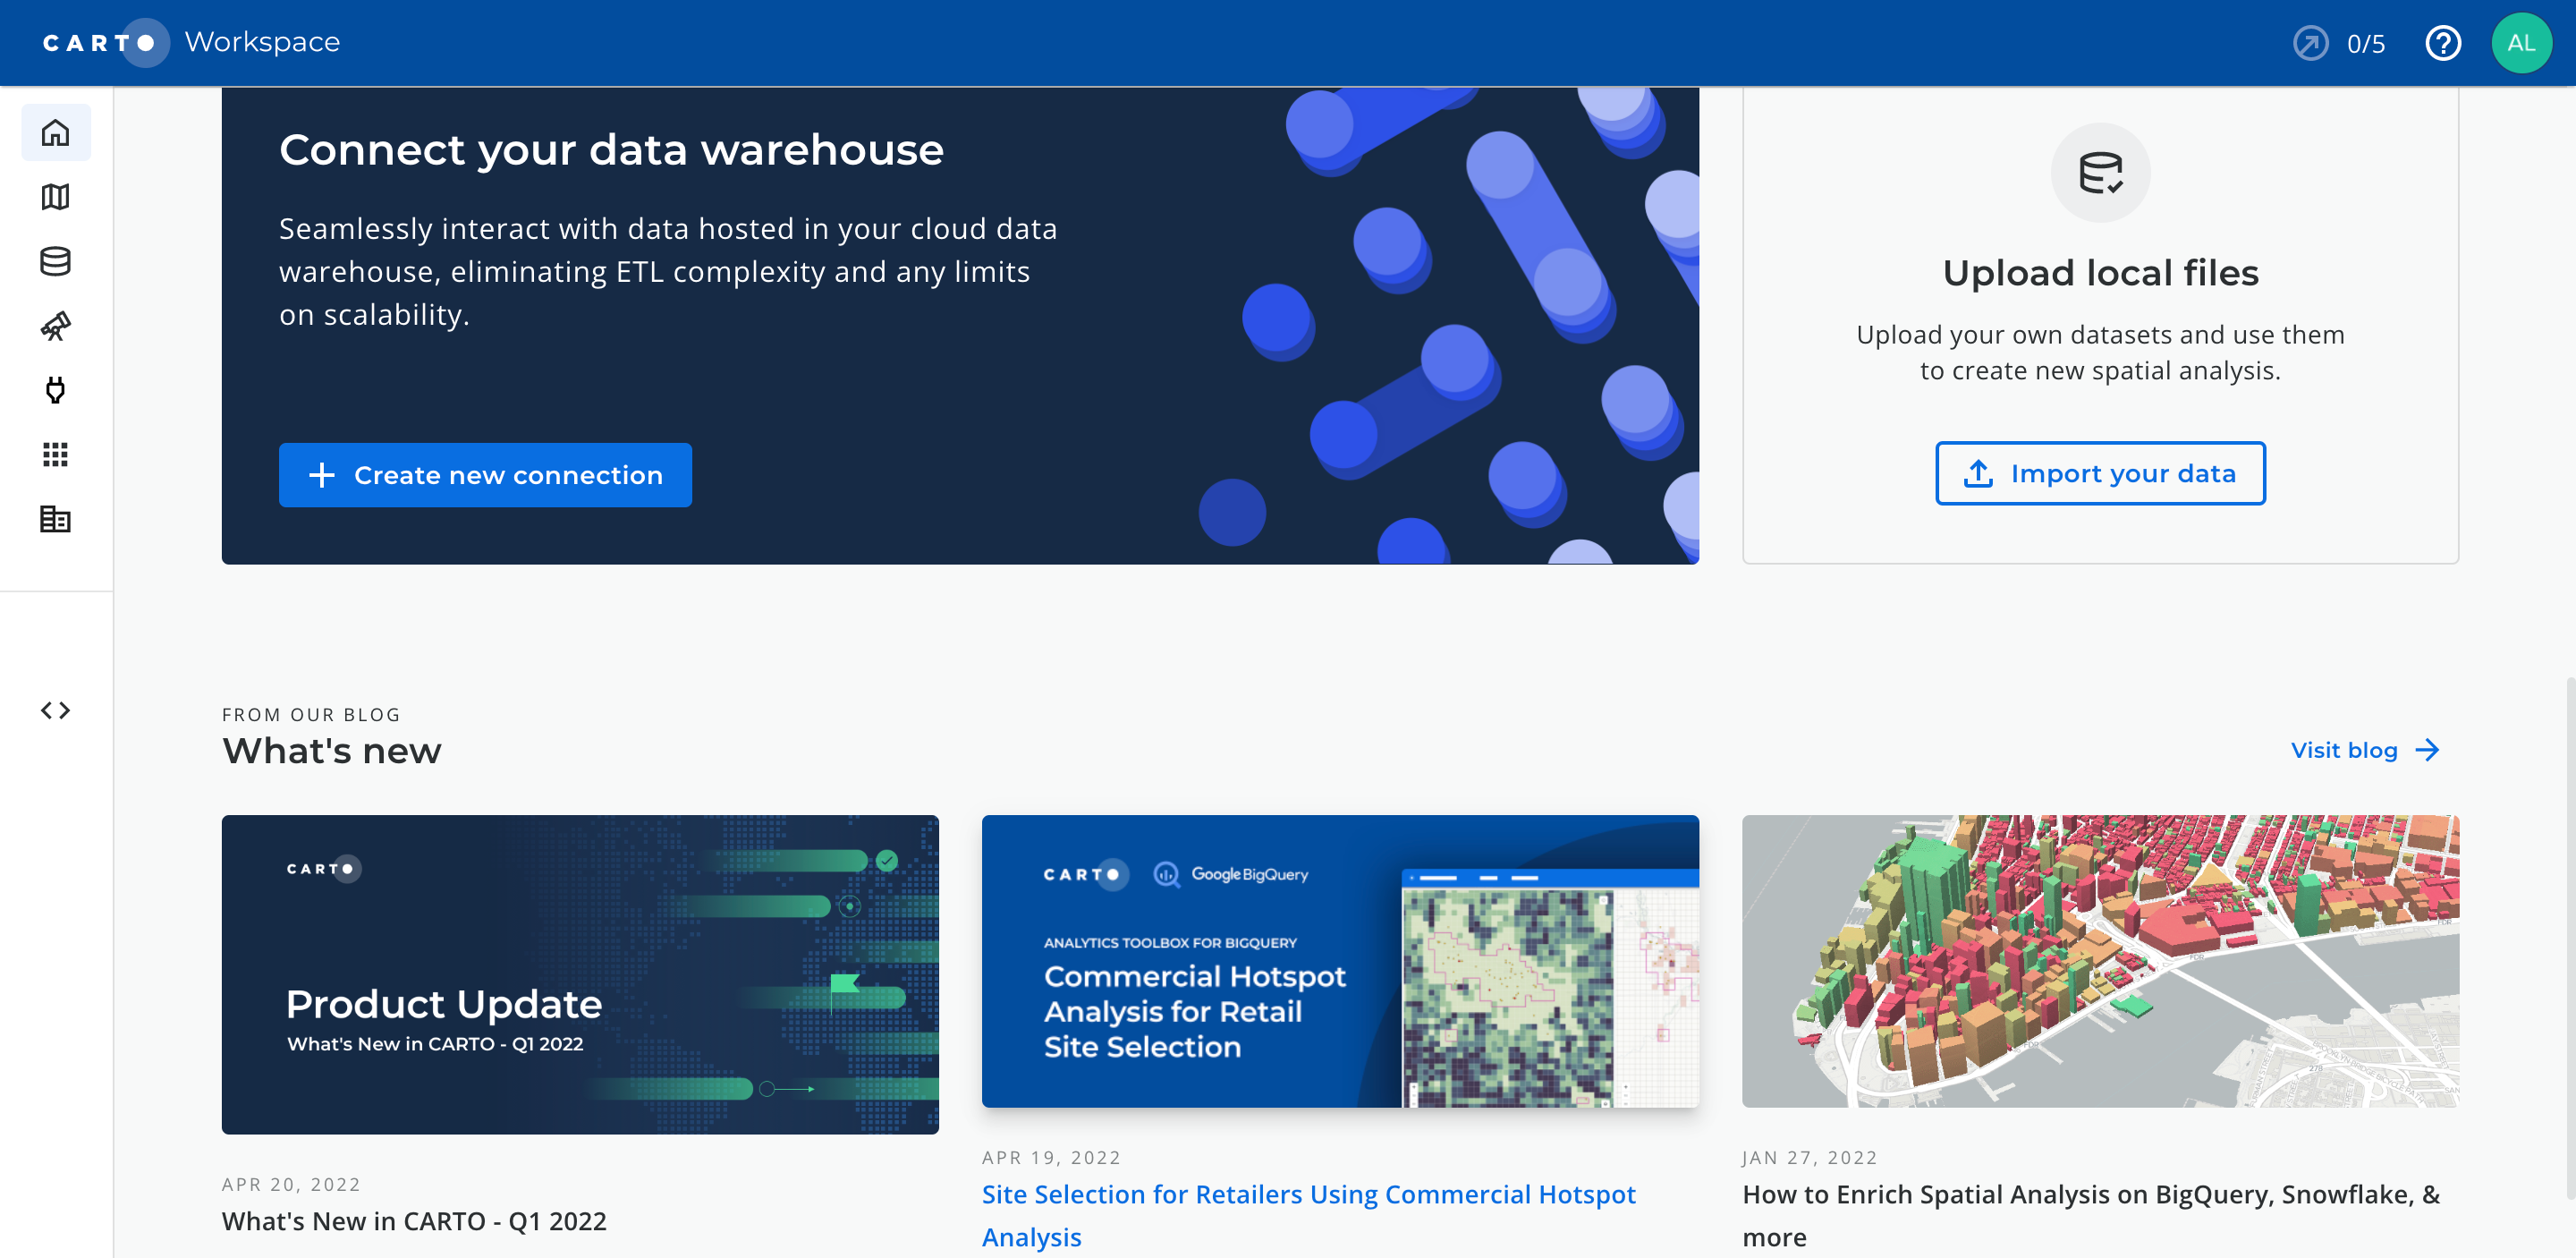 CARTO Workspace
0/5
AL
Connect your data warehouse
Seamlessly interact with data hosted in your cloud data
warehouse, eliminating ETL complexity and any limits
on scalability.
Create new connection
Upload local files
Upload your own datasets and use them
to create new spatial analysis.
Import your data
FROM OUR BLOG
What's new
Visit blog
CARTO
Product Update
What's New in CARTO - Q1 2022
APR 20, 2022
What's New in CARTO - Q1 2022
CARTO Google BigQuery
ANALYTICS TOOLBOX FOR BIGQUERY
Commercial Hotspot
Analysis for Retail
Site Selection
APR 19, 2022
Site Selection for Retailers Using Commercial Hotspot
Analysis
FDR
FDR
278
JAN 27, 2022
How to Enrich Spatial Analysis on BigQuery, Snowflake, &
more